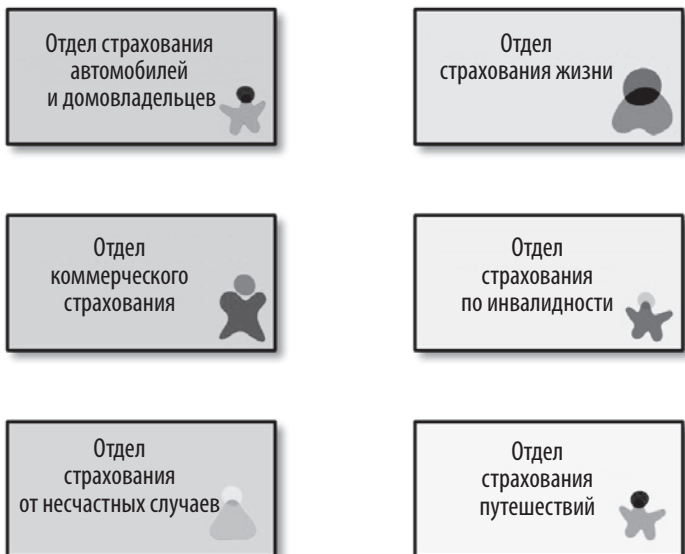 Отдел страхования
автомобилей
и домовладельцев
Отдел
страхования жизни
Отдел
коммерческого
страхования
Отдел
страхования
по инвалидности
Отдел
страхования
от несчастных случаев
Отдел
страхования
путешествий